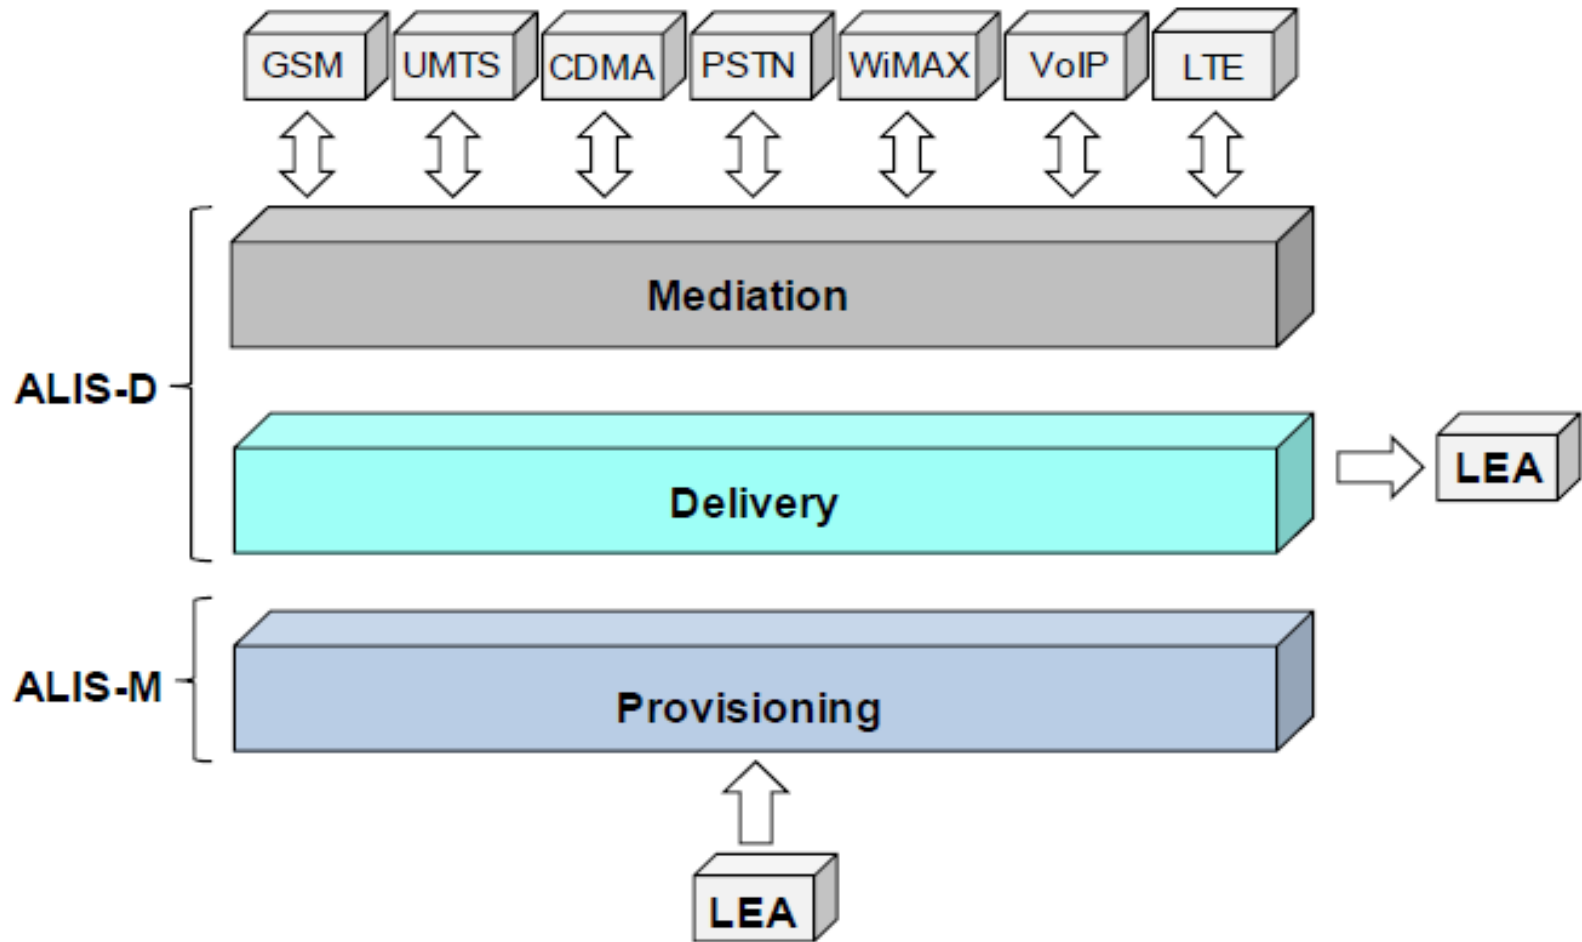 GSM
UMTS
CDMA
PSTN
WiMAX
VoIP
LTE
Mediation
ALIS-D
Delivery
LEA
ALIS-M
Provisioning
LEA